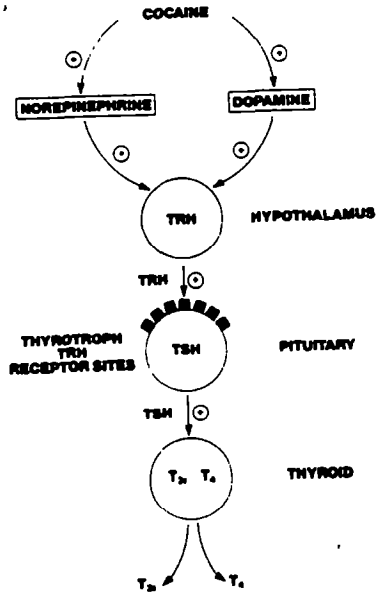 COCAINE
NOREPINEPHRINE
DOPAMINE
TRH
HYPOTHALAMUS
TRH
THYROTROPH
TRH
RECEPTOR SITES
TSH
PITUITARY
TSH
T₃, T₄
THYROID
T₃,
T₄